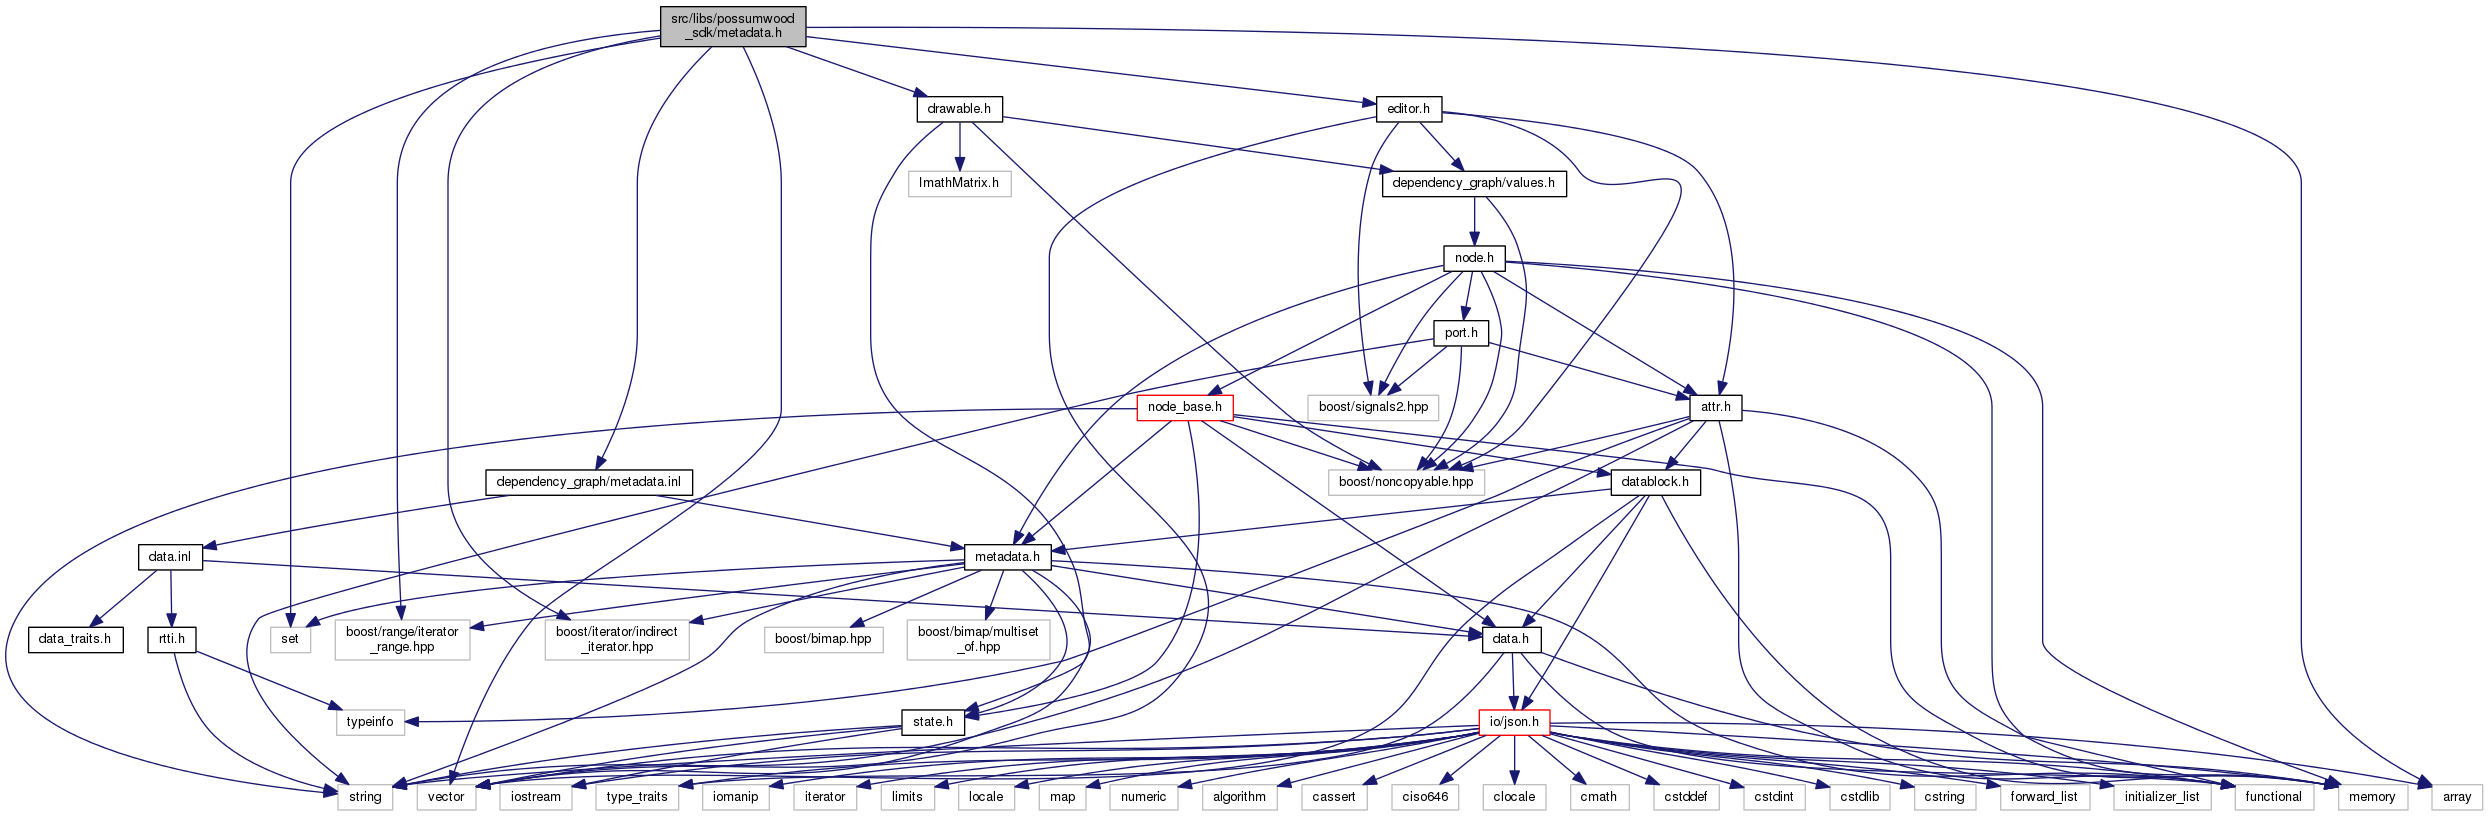 src/libs/possumwood
_sdk/metadata.h
drawable.h
editor.h
ImathMatrix.h
dependency_graph/values.h
node.h
port.h
node_base.h
boost/signals2.hpp
attr.h
dependency_graph/metadata.inl
boost/noncopyable.hpp
datablock.h
data.inl
metadata.h
data_traits.h
rtti.h
set
boost/range/iterator
_range.hpp
boost/iterator/indirect
_iterator.hpp
boost/bimap.hpp
boost/bimap/multiset
_of.hpp
data.h
typeinfo
state.h
io/json.h
string
vector
iostream
type_traits
iomanip
iterator
limits
locale
map
numeric
algorithm
cassert
ciso646
clocale
cmath
cstddef
cstdint
cstdlib
cstring
forward_list
initializer_list
functional
memory
array